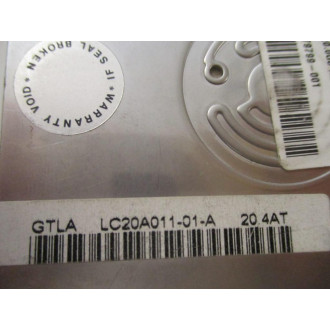 * WARRANTY VOID * IF SEAL BROKEN
GTLA LC20A011-01-A 20.4AT